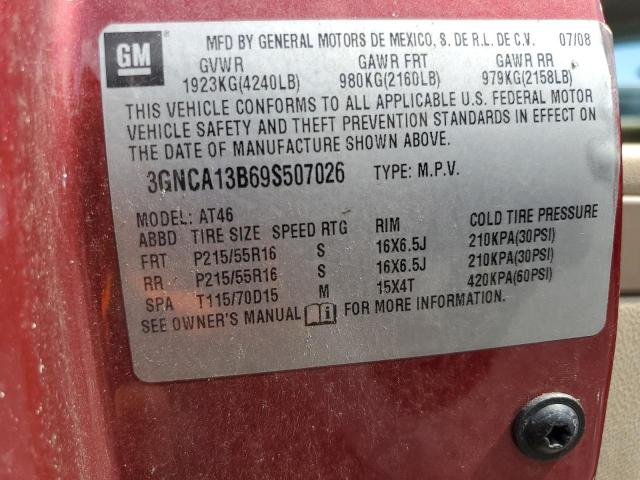 GM MFD BY GENERAL MOTORS DE MEXICO, S. DE R.L. DE C.V. 07/08
GVWR GAWR FRT GAWR RR
1923KG(4240LB) 980KG(2160LB) 979KG(2158LB)
THIS VEHICLE CONFORMS TO ALL APPLICABLE U.S. FEDERAL MOTOR
VEHICLE SAFETY AND THEFT PREVENTION STANDARDS IN EFFECT ON
THE DATE OF MANUFACTURE SHOWN ABOVE.
3GNCA13B69S507026 TYPE: M.P.V.
MODEL: AT46
ABBD TIRE SIZE SPEED RTG RIM COLD TIRE PRESSURE
FRT P215/55R16 S 16X6.5J 210KPA(30PSI)
RR P215/55R16 S 16X6.5J 210KPA(30PSI)
SPA T115/70D15 M 15X4T 420KPA(60PSI)
SEE OWNER'S MANUAL FOR MORE INFORMATION.